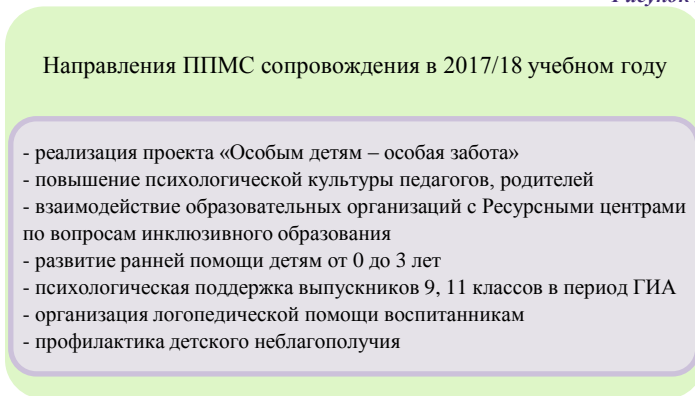 Рисунок
Направления ППМС сопровождения в 2017/18 учебном году
- реализация проекта «Особым детям – особая забота»
- повышение психологической культуры педагогов, родителей
- взаимодействие образовательных организаций с Ресурсными центрами
по вопросам инклюзивного образования
- развитие ранней помощи детям от 0 до 3 лет
- психологическая поддержка выпускников 9, 11 классов в период ГИА
- организация логопедической помощи воспитанникам
- профилактика детского неблагополучия